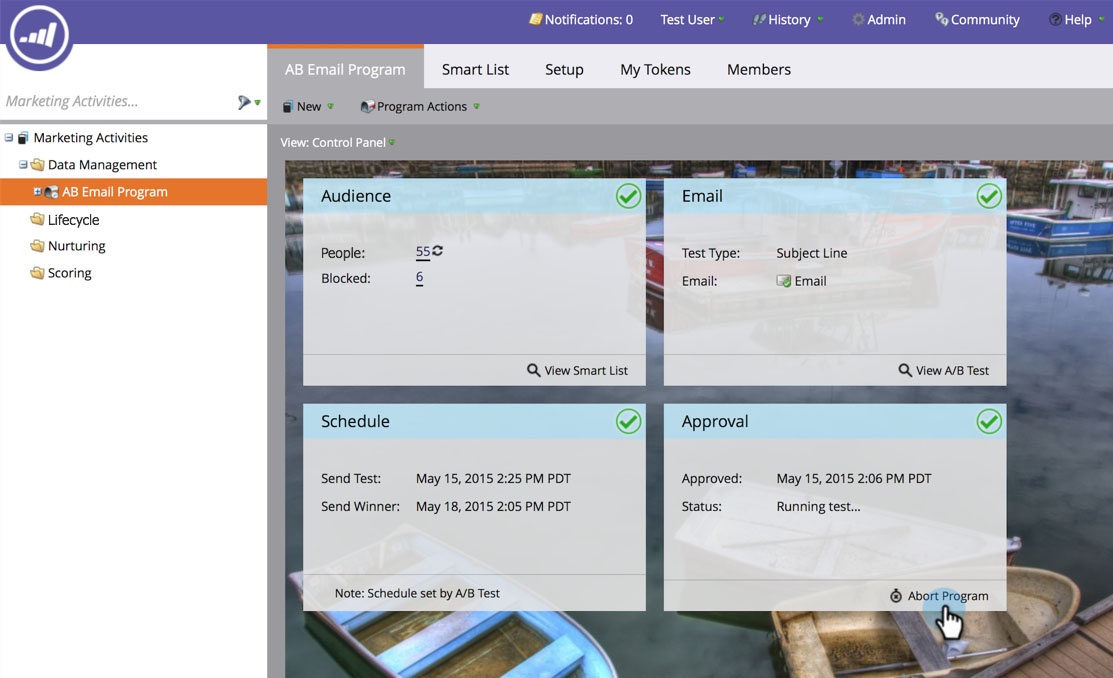 Notifications: 0 Test User History Admin Community Help
AB Email Program Smart List Setup My Tokens Members
Marketing Activities...
New Program Actions
View: Control Panel
Marketing Activities
Data Management
AB Email Program
Lifecycle
Nurturing
Scoring
Audience
People: 55
Blocked: 6
View Smart List
Email
Test Type: Subject Line
Email: Email
View A/B Test
Schedule
Send Test: May 15, 2015 2:25 PM PDT
Send Winner: May 18, 2015 2:05 PM PDT
Note: Schedule set by A/B Test
Approval
Approved: May 15, 2015 2:06 PM PDT
Status: Running test...
Abort Program